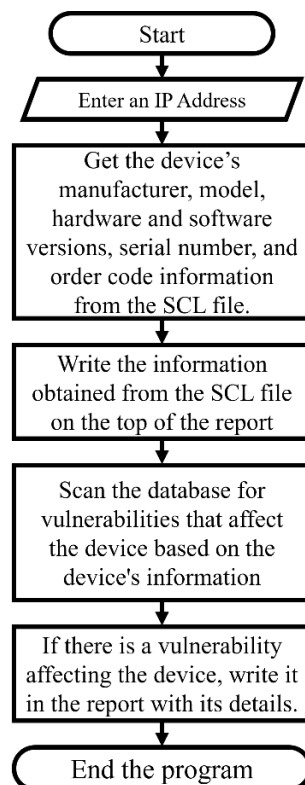 Start
Enter an IP Address
Get the device's
manufacturer, model,
hardware and software
versions, serial number, and
order code information
from the SCL file.
Write the information
obtained from the SCL file
on the top of the report
Scan the database for
vulnerabilities that affect
the device based on the
device's information
If there is a vulnerability
affecting the device, write it
in the report with its details.
End the program